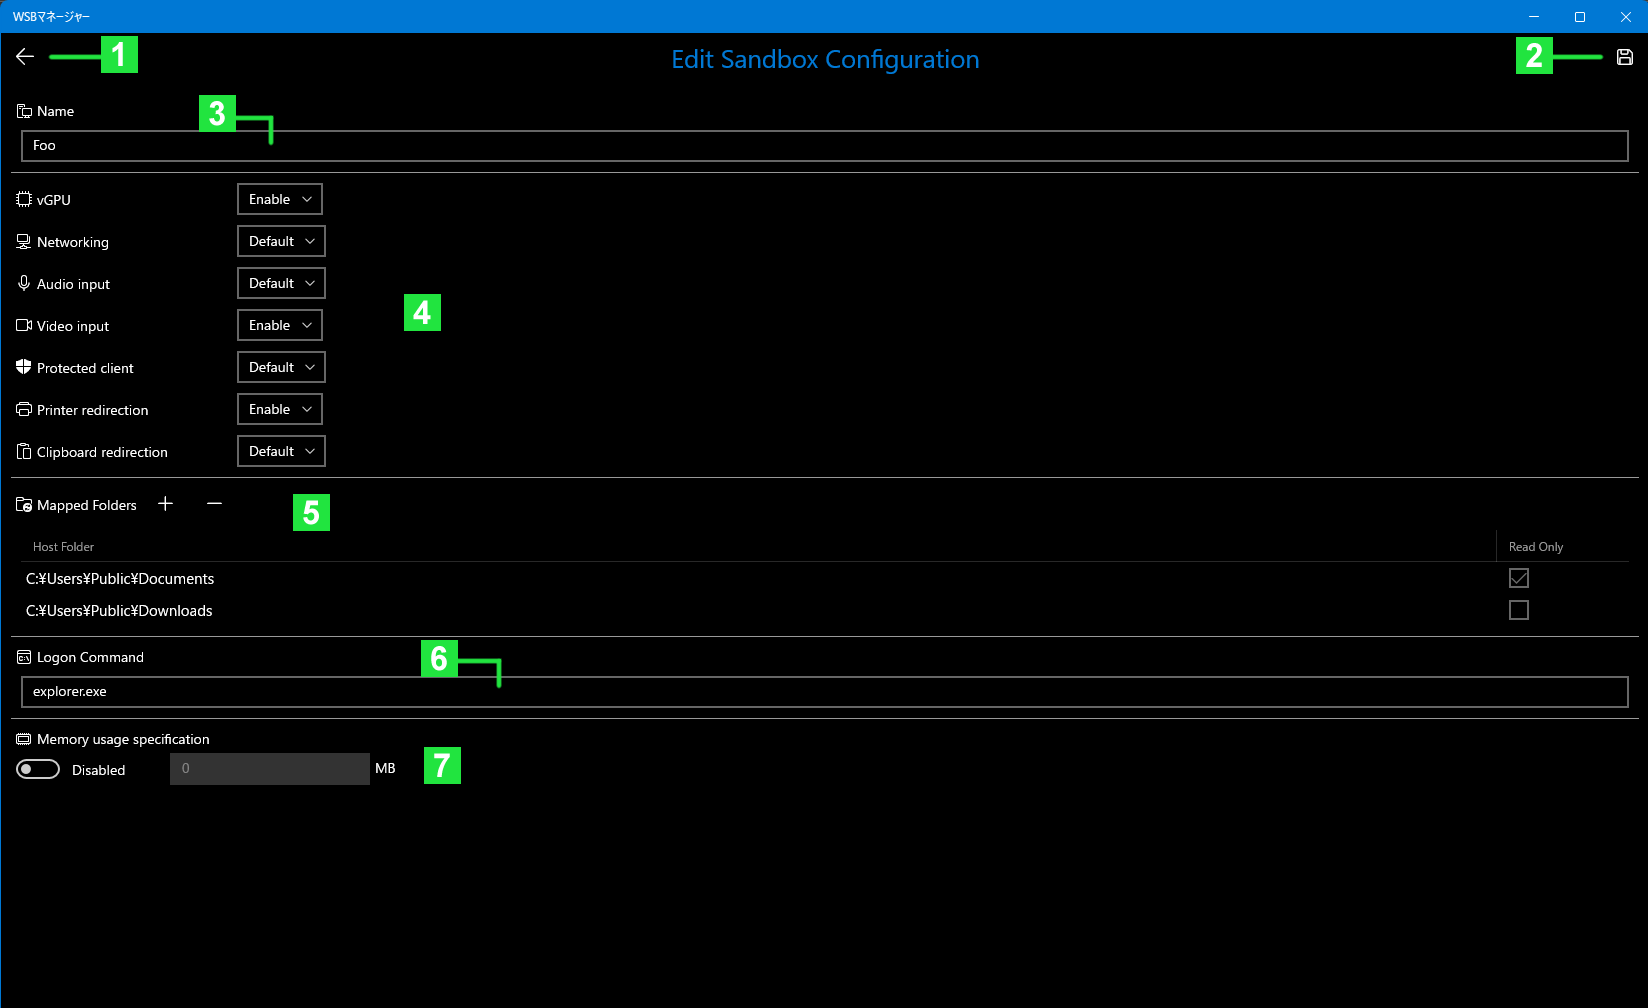 WSBマネージャー
1
Edit Sandbox Configuration
2
Name
3
Foo
vGPU Enable
Networking Default
Audio input Default
Video input Enable
4
Protected client Default
Printer redirection Enable
Clipboard redirection Default
Mapped Folders
5
Host Folder Read Only
C:¥Users¥Public¥Documents
C:¥Users¥Public¥Downloads
Logon Command
6
explorer.exe
Memory usage specification
Disabled 0 MB
7